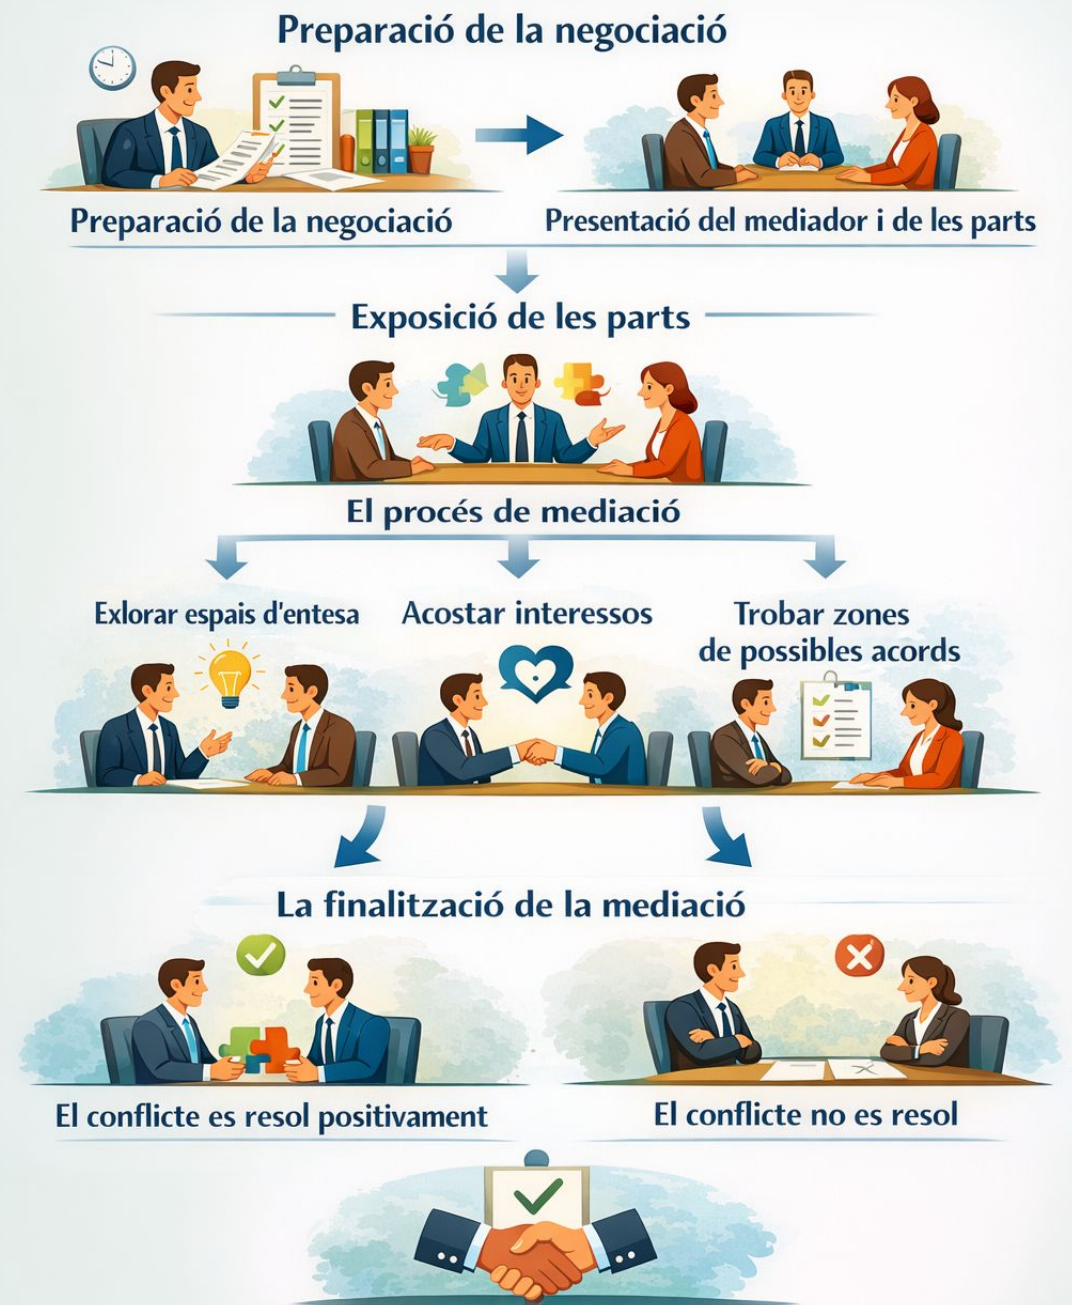 Preparació de la negociació
Preparació de la negociació
Presentació del mediador i de les parts
Exposició de les parts
El procés de mediació
Exlorar espais d'entesa
Acostar interessos
Trobar zones
de possibles acords
La finalització de la mediació
El conflicte es resol positivament
El conflicte no es resol